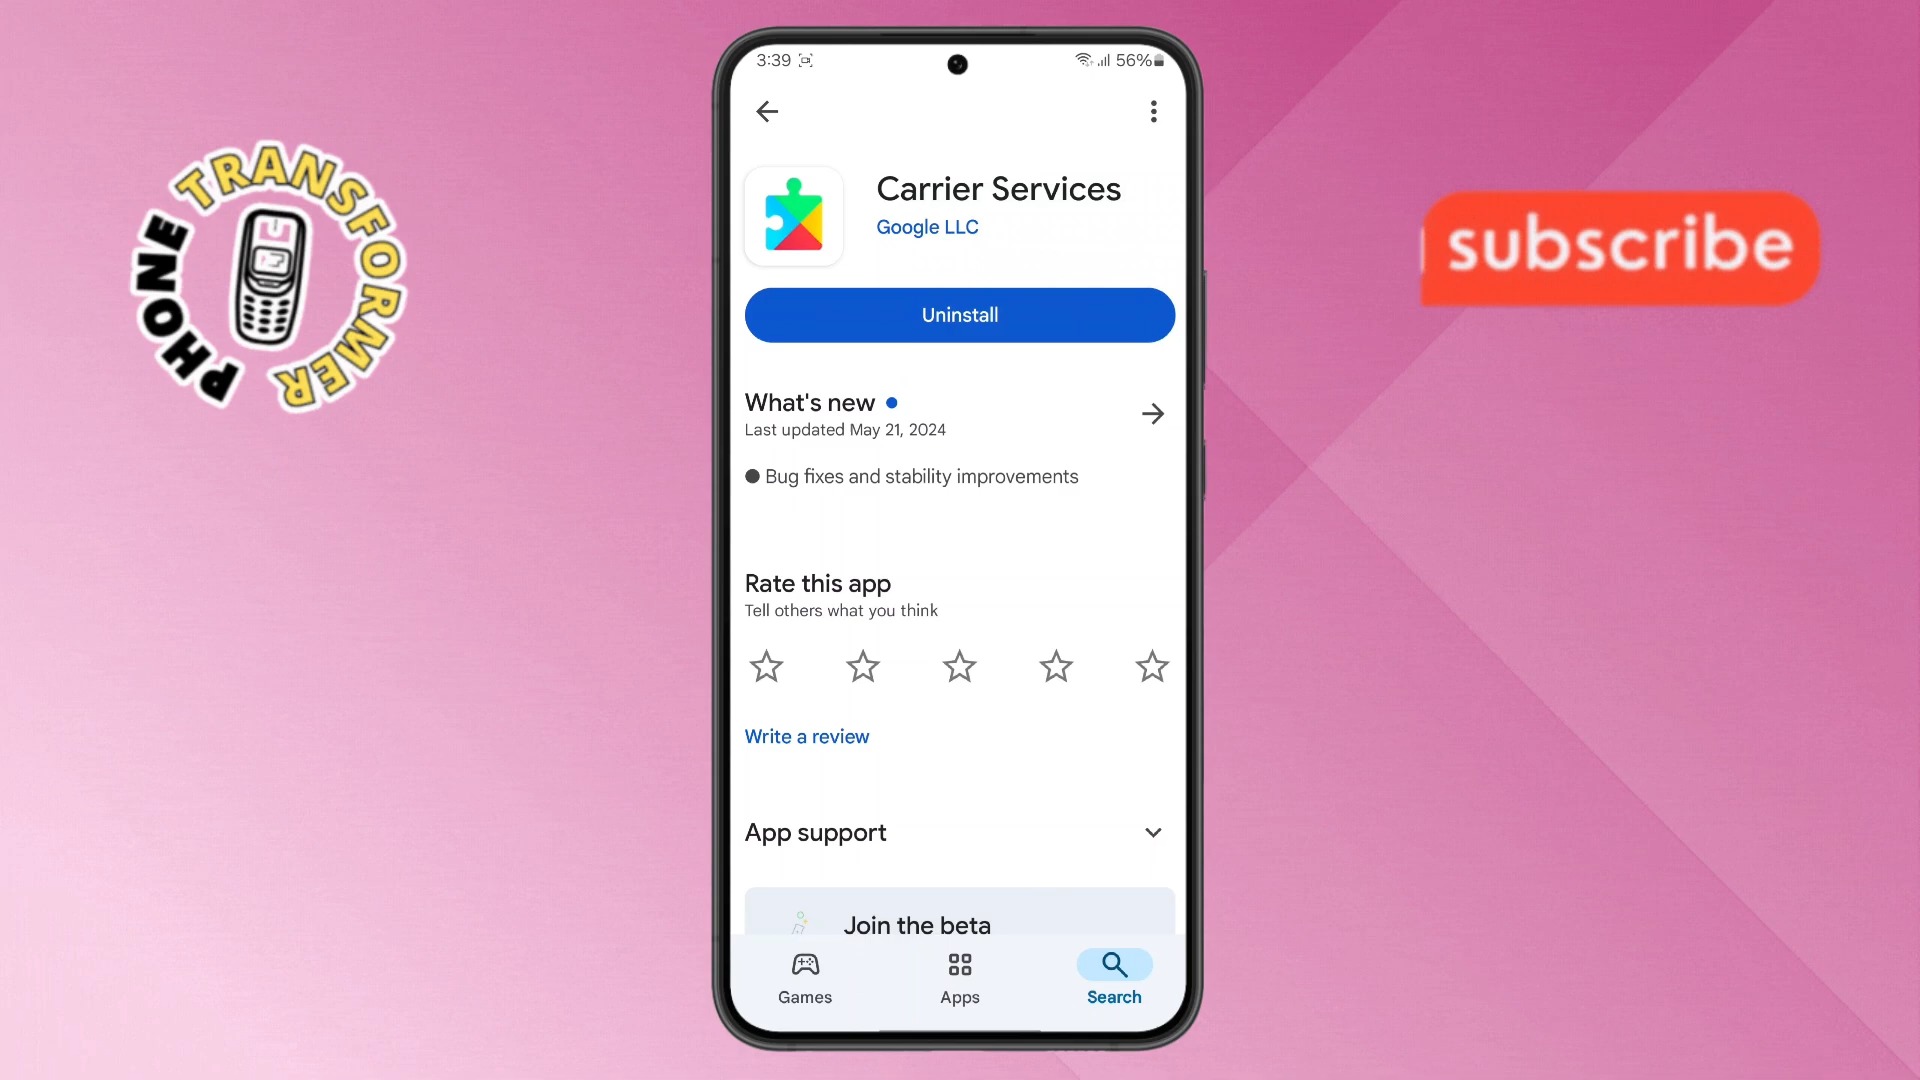 PHONE TRANSFORMER
3:39
56%
Carrier Services
Google LLC
Uninstall
What's new
Last updated May 21, 2024
● Bug fixes and stability improvements
Rate this app
Tell others what you think
Write a review
App support
Join the beta
Games
Apps
Search
subscribe